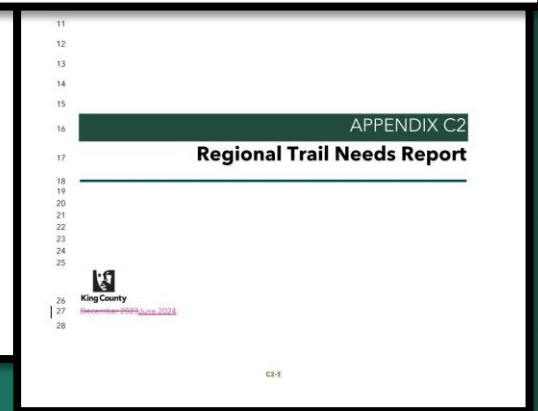 11
12
13
14
15
16 APPENDIX C2
17 Regional Trail Needs Report
18
19
20
21
22
23
24
25
26 King County
27 December 2023June 2024
28
C2-1